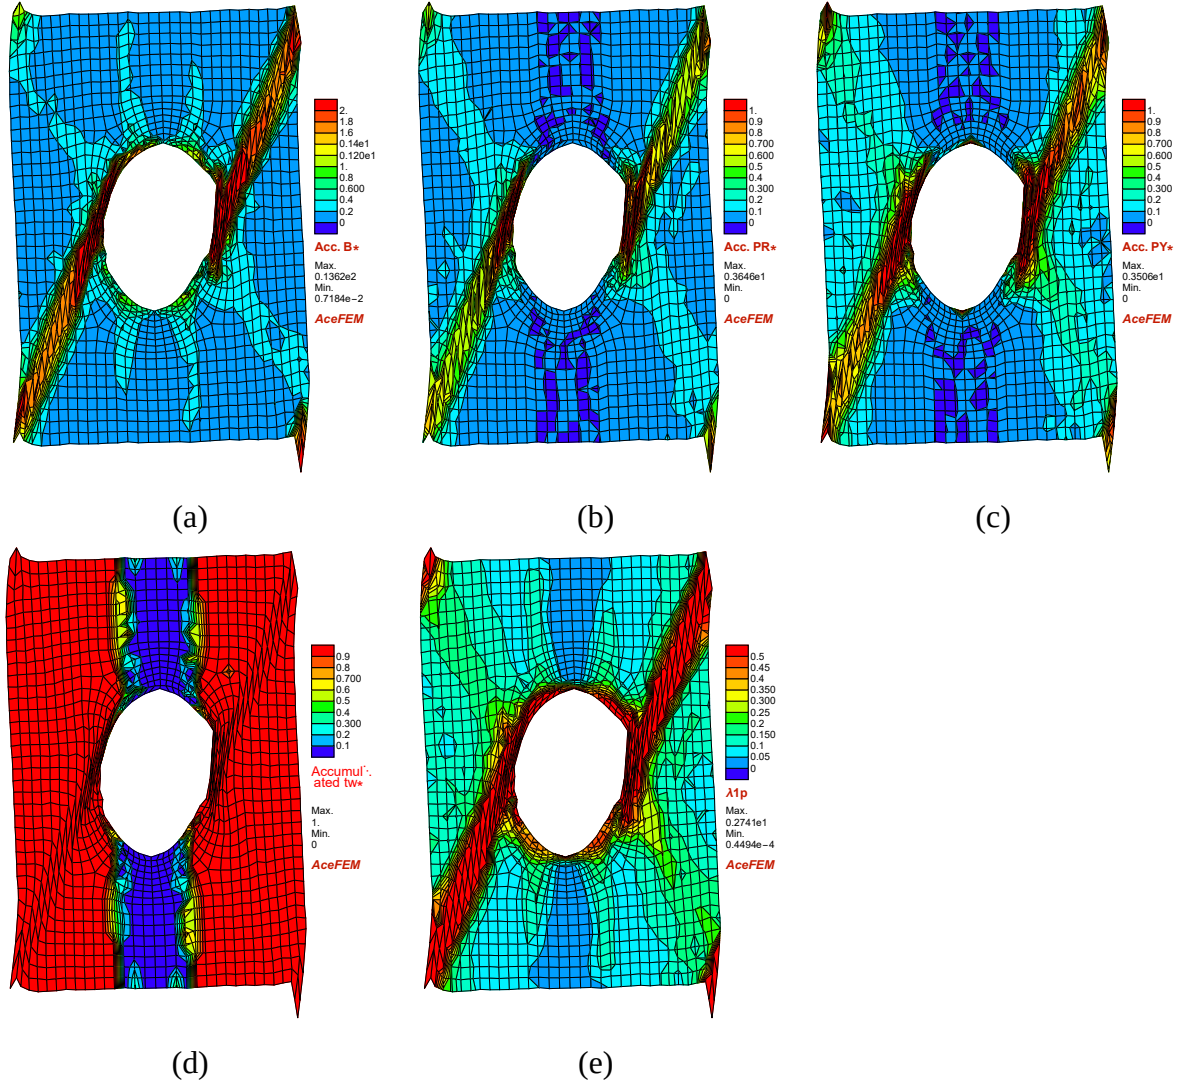 2.
1.8
1.6
0.14e1
0.120e1
1.
0.8
0.600
0.4
0.2
0
Acc. B*
Max.
0.1362e2
Min.
0.7184e−2
AceFEM
1.
0.9
0.8
0.700
0.600
0.5
0.4
0.300
0.2
0.1
0
Acc. PR*
Max.
0.3646e1
Min.
0
AceFEM
1.
0.9
0.8
0.700
0.600
0.5
0.4
0.300
0.2
0.1
0
Acc. PY*
Max.
0.3506e1
Min.
0
AceFEM
(a)
(b)
(c)
0.9
0.8
0.700
0.6
0.5
0.4
0.300
0.2
0.1
Accumul⋱.
ated tw*
Max.
1.
Min.
0
AceFEM
0.5
0.45
0.4
0.350
0.300
0.25
0.2
0.150
0.1
0.05
0
λ1p
Max.
0.2741e1
Min.
0.4494e−4
AceFEM
(d)
(e)